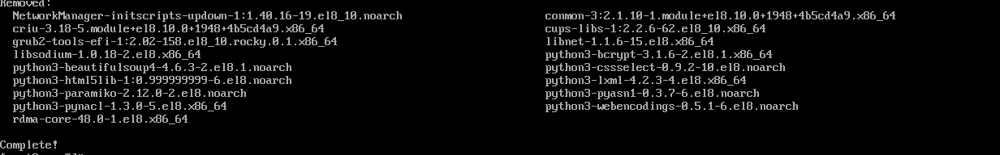 Removed:
NetworkManager-initscripts-updown-1:1.40.16-19.el8_10.noarch conmon-3:2.1.10-1.module+el8.10.0+1948+4b5cd4a9.x86_64
criu-3.18-5.module+el8.10.0+1948+4b5cd4a9.x86_64 cups-libs-1:2.2.6-62.el8_10.x86_64
grub2-tools-efi-1:2.02-158.el8_10.rocky.0.1.x86_64 libnet-1.1.6-15.el8.x86_64
libsodium-1.0.18-2.el8.x86_64 python3-bcrypt-3.1.6-2.el8.1.x86_64
python3-beautifulsoup4-4.6.3-2.el8.1.noarch python3-cssselect-0.9.2-10.el8.noarch
python3-html5lib-1:0.999999999-6.el8.noarch python3-lxml-4.2.3-4.el8.x86_64
python3-paramiko-2.12.0-2.el8.noarch python3-pyasn1-0.3.7-6.el8.noarch
python3-pynacl-1.3.0-5.el8.x86_64 python3-webencodings-0.5.1-6.el8.noarch
rdma-core-48.0-1.el8.x86_64
Complete!